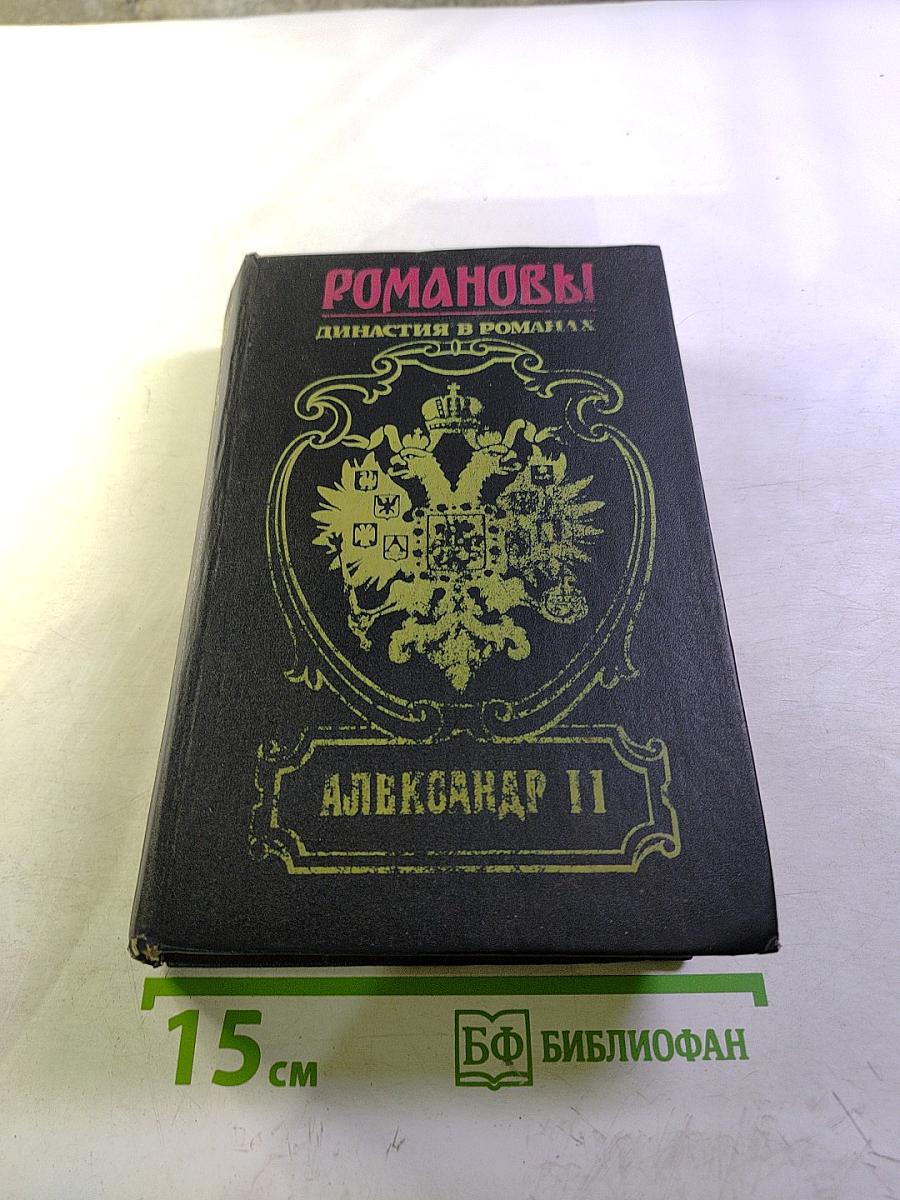 РОМАНОВЫ
ДИНАСТИЯ В РОМАНАХ
АЛЕКСАНДР II
15 см
БФ БИБЛИОФАН